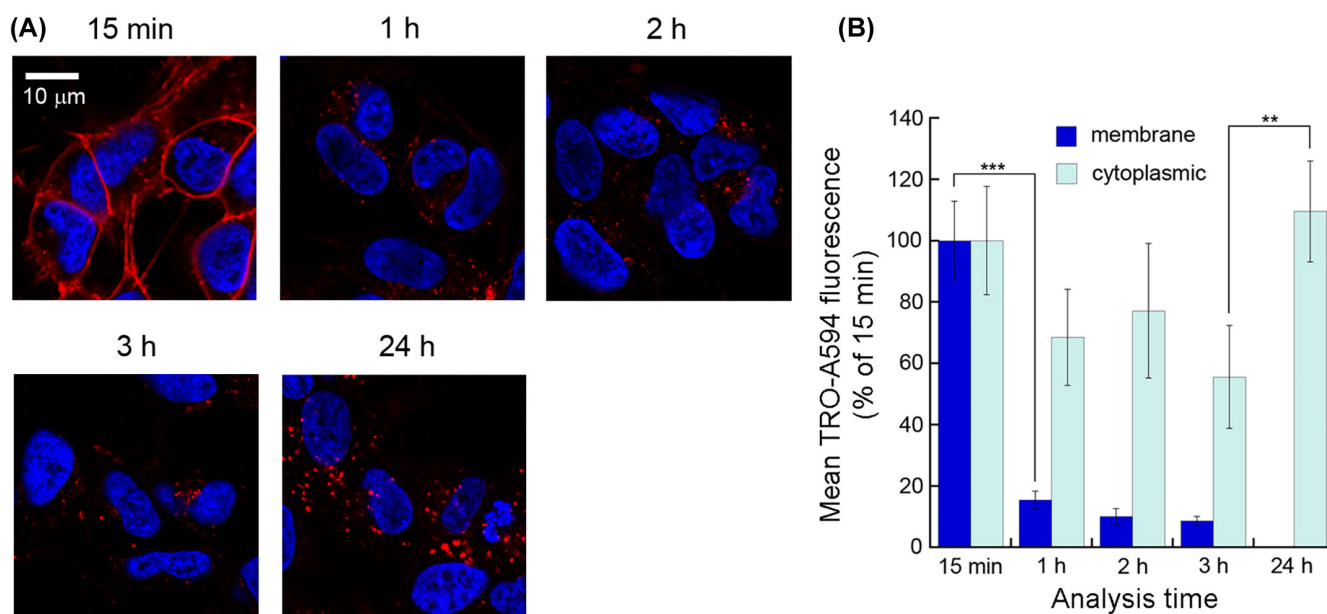 (A)
15 min
1 h
2 h
10 μm
3 h
24 h
(B)
Mean TRO-A594 fluorescence
(% of 15 min)
140
120
100
80
60
40
20
0
membrane
cytoplasmic
***
**
15 min
1 h
2 h
3 h
24 h
Analysis time